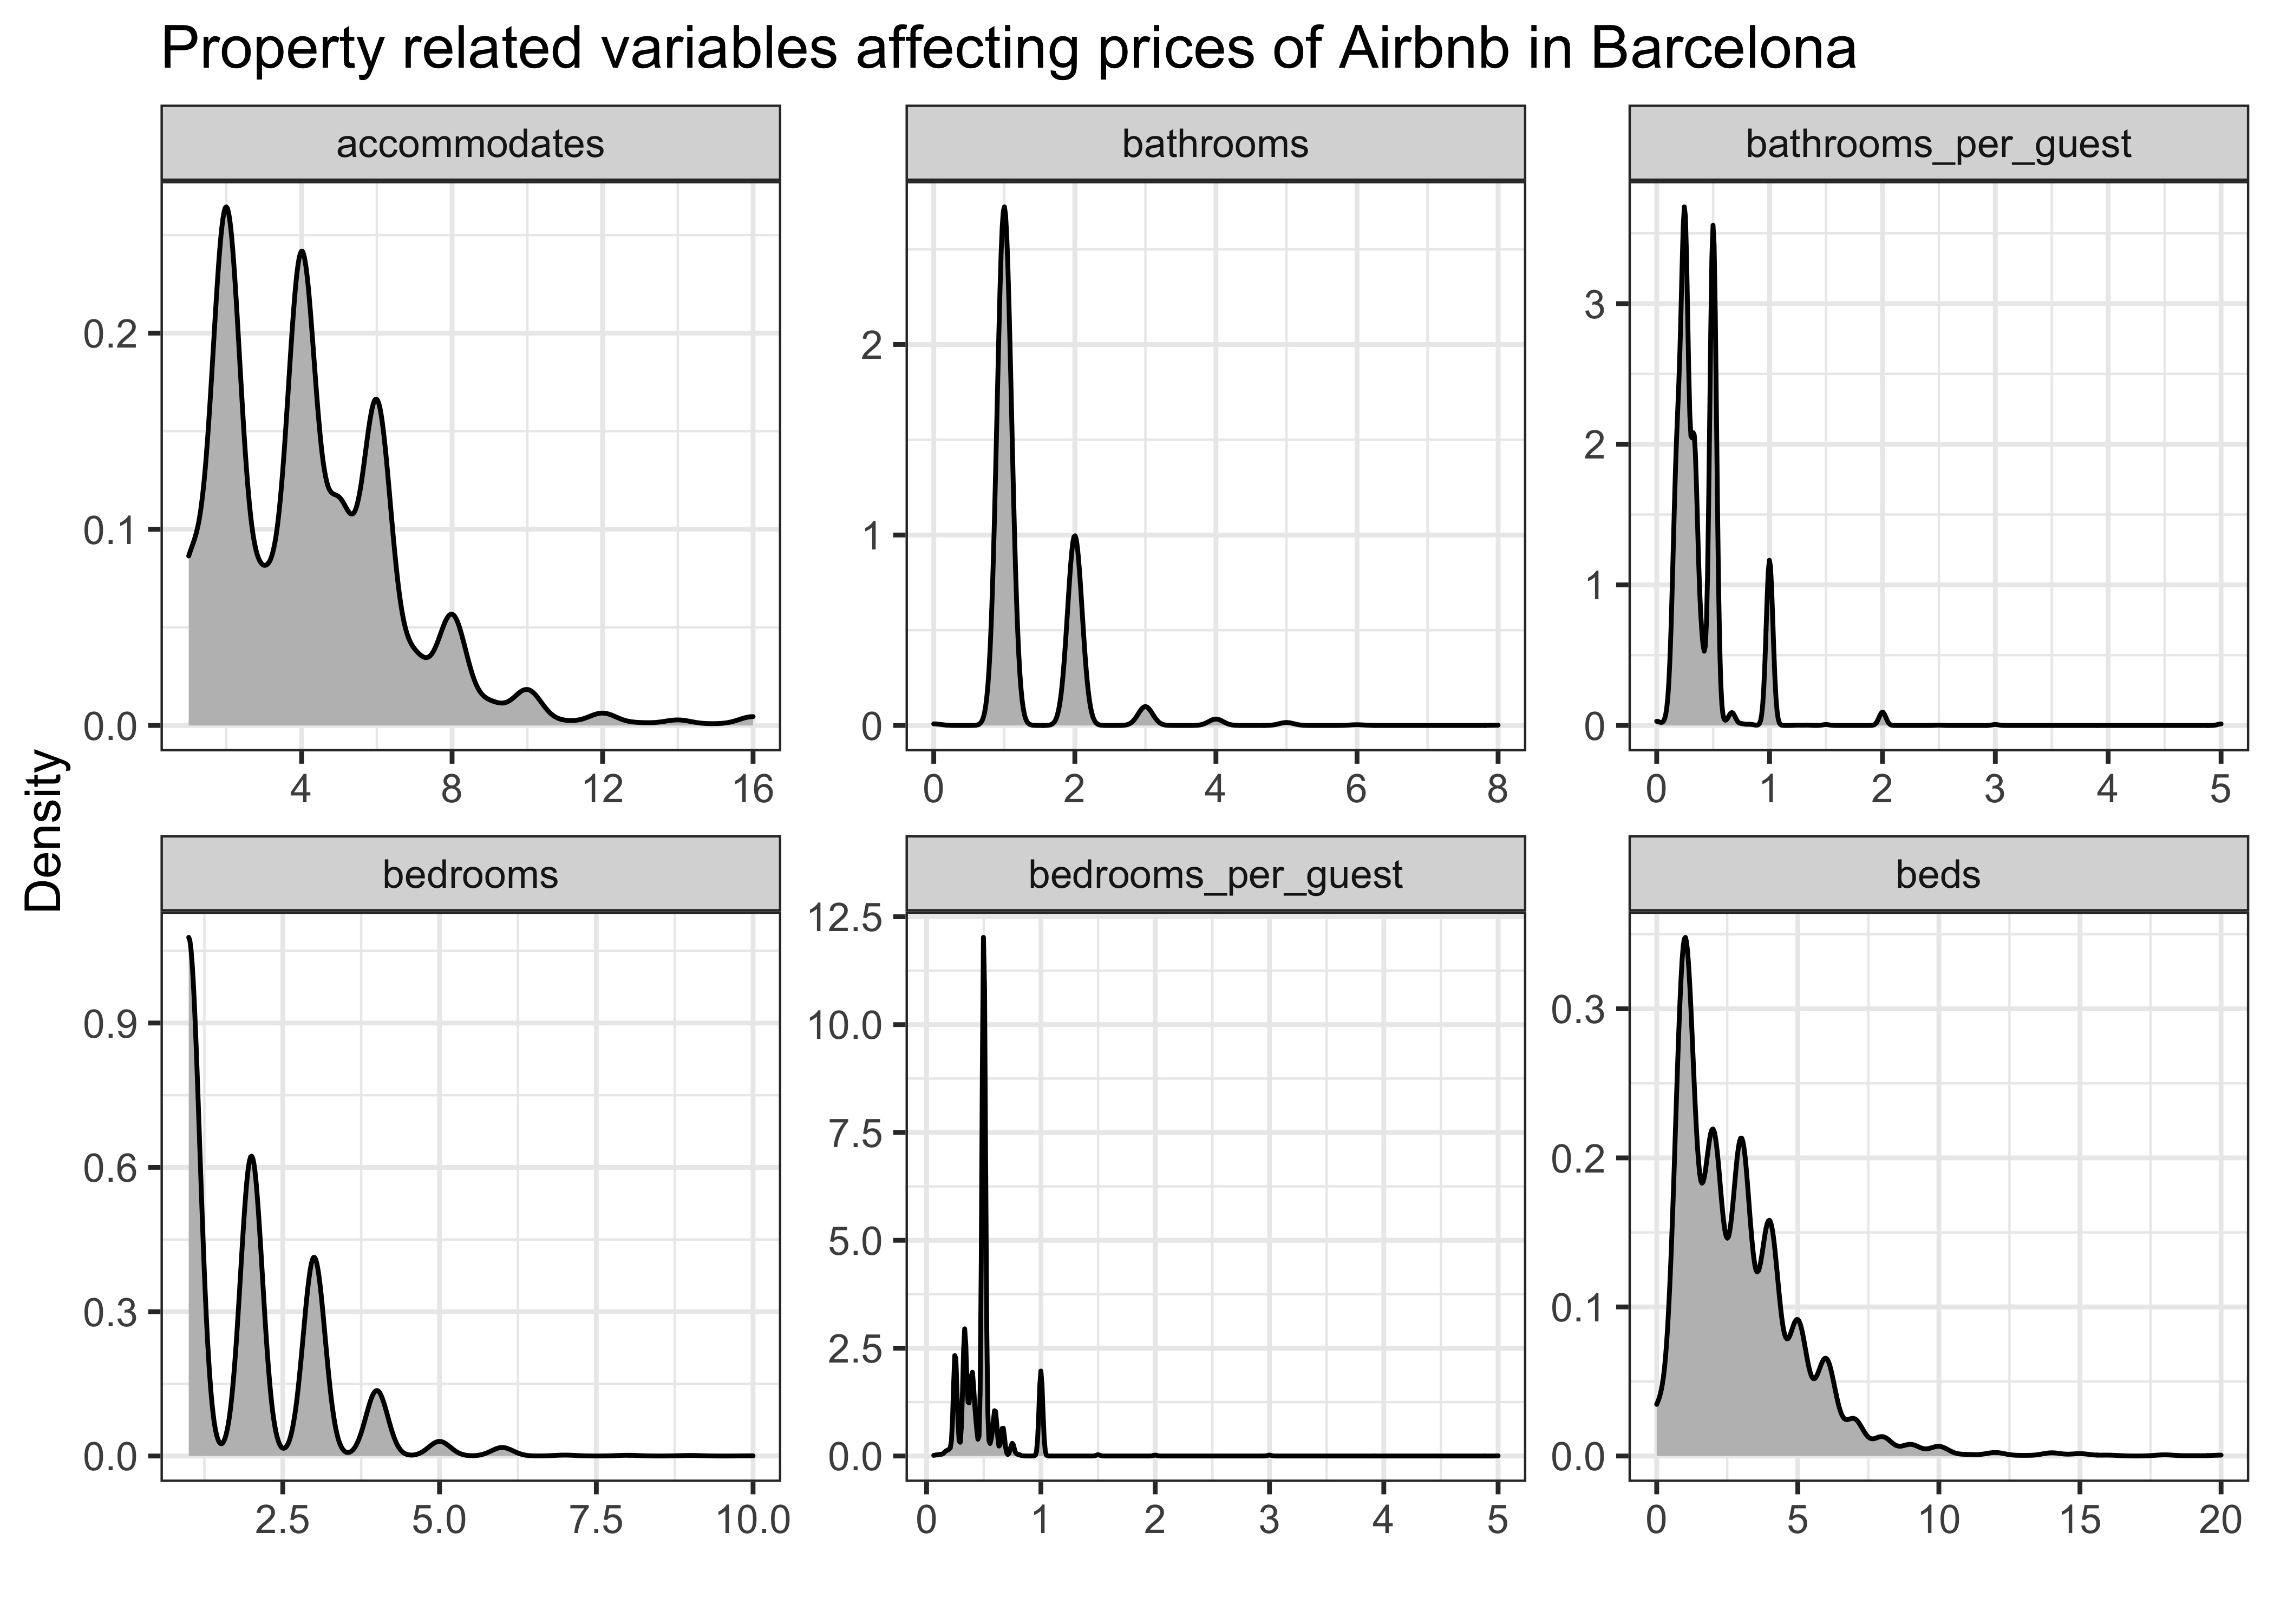 Property related variables affecting prices of Airbnb in Barcelona
accommodates
bathrooms
bathrooms_per_guest
0.2
0.1
0.0
4 8 12 16
2
1
0
0 2 4 6 8
3
2
1
0
0 1 2 3 4 5
Density
bedrooms
bedrooms_per_guest
beds
0.9
0.6
0.3
0.0
2.5 5.0 7.5 10.0
12.5
10.0
7.5
5.0
2.5
0.0
0 1 2 3 4 5
0.3
0.2
0.1
0.0
0 5 10 15 20